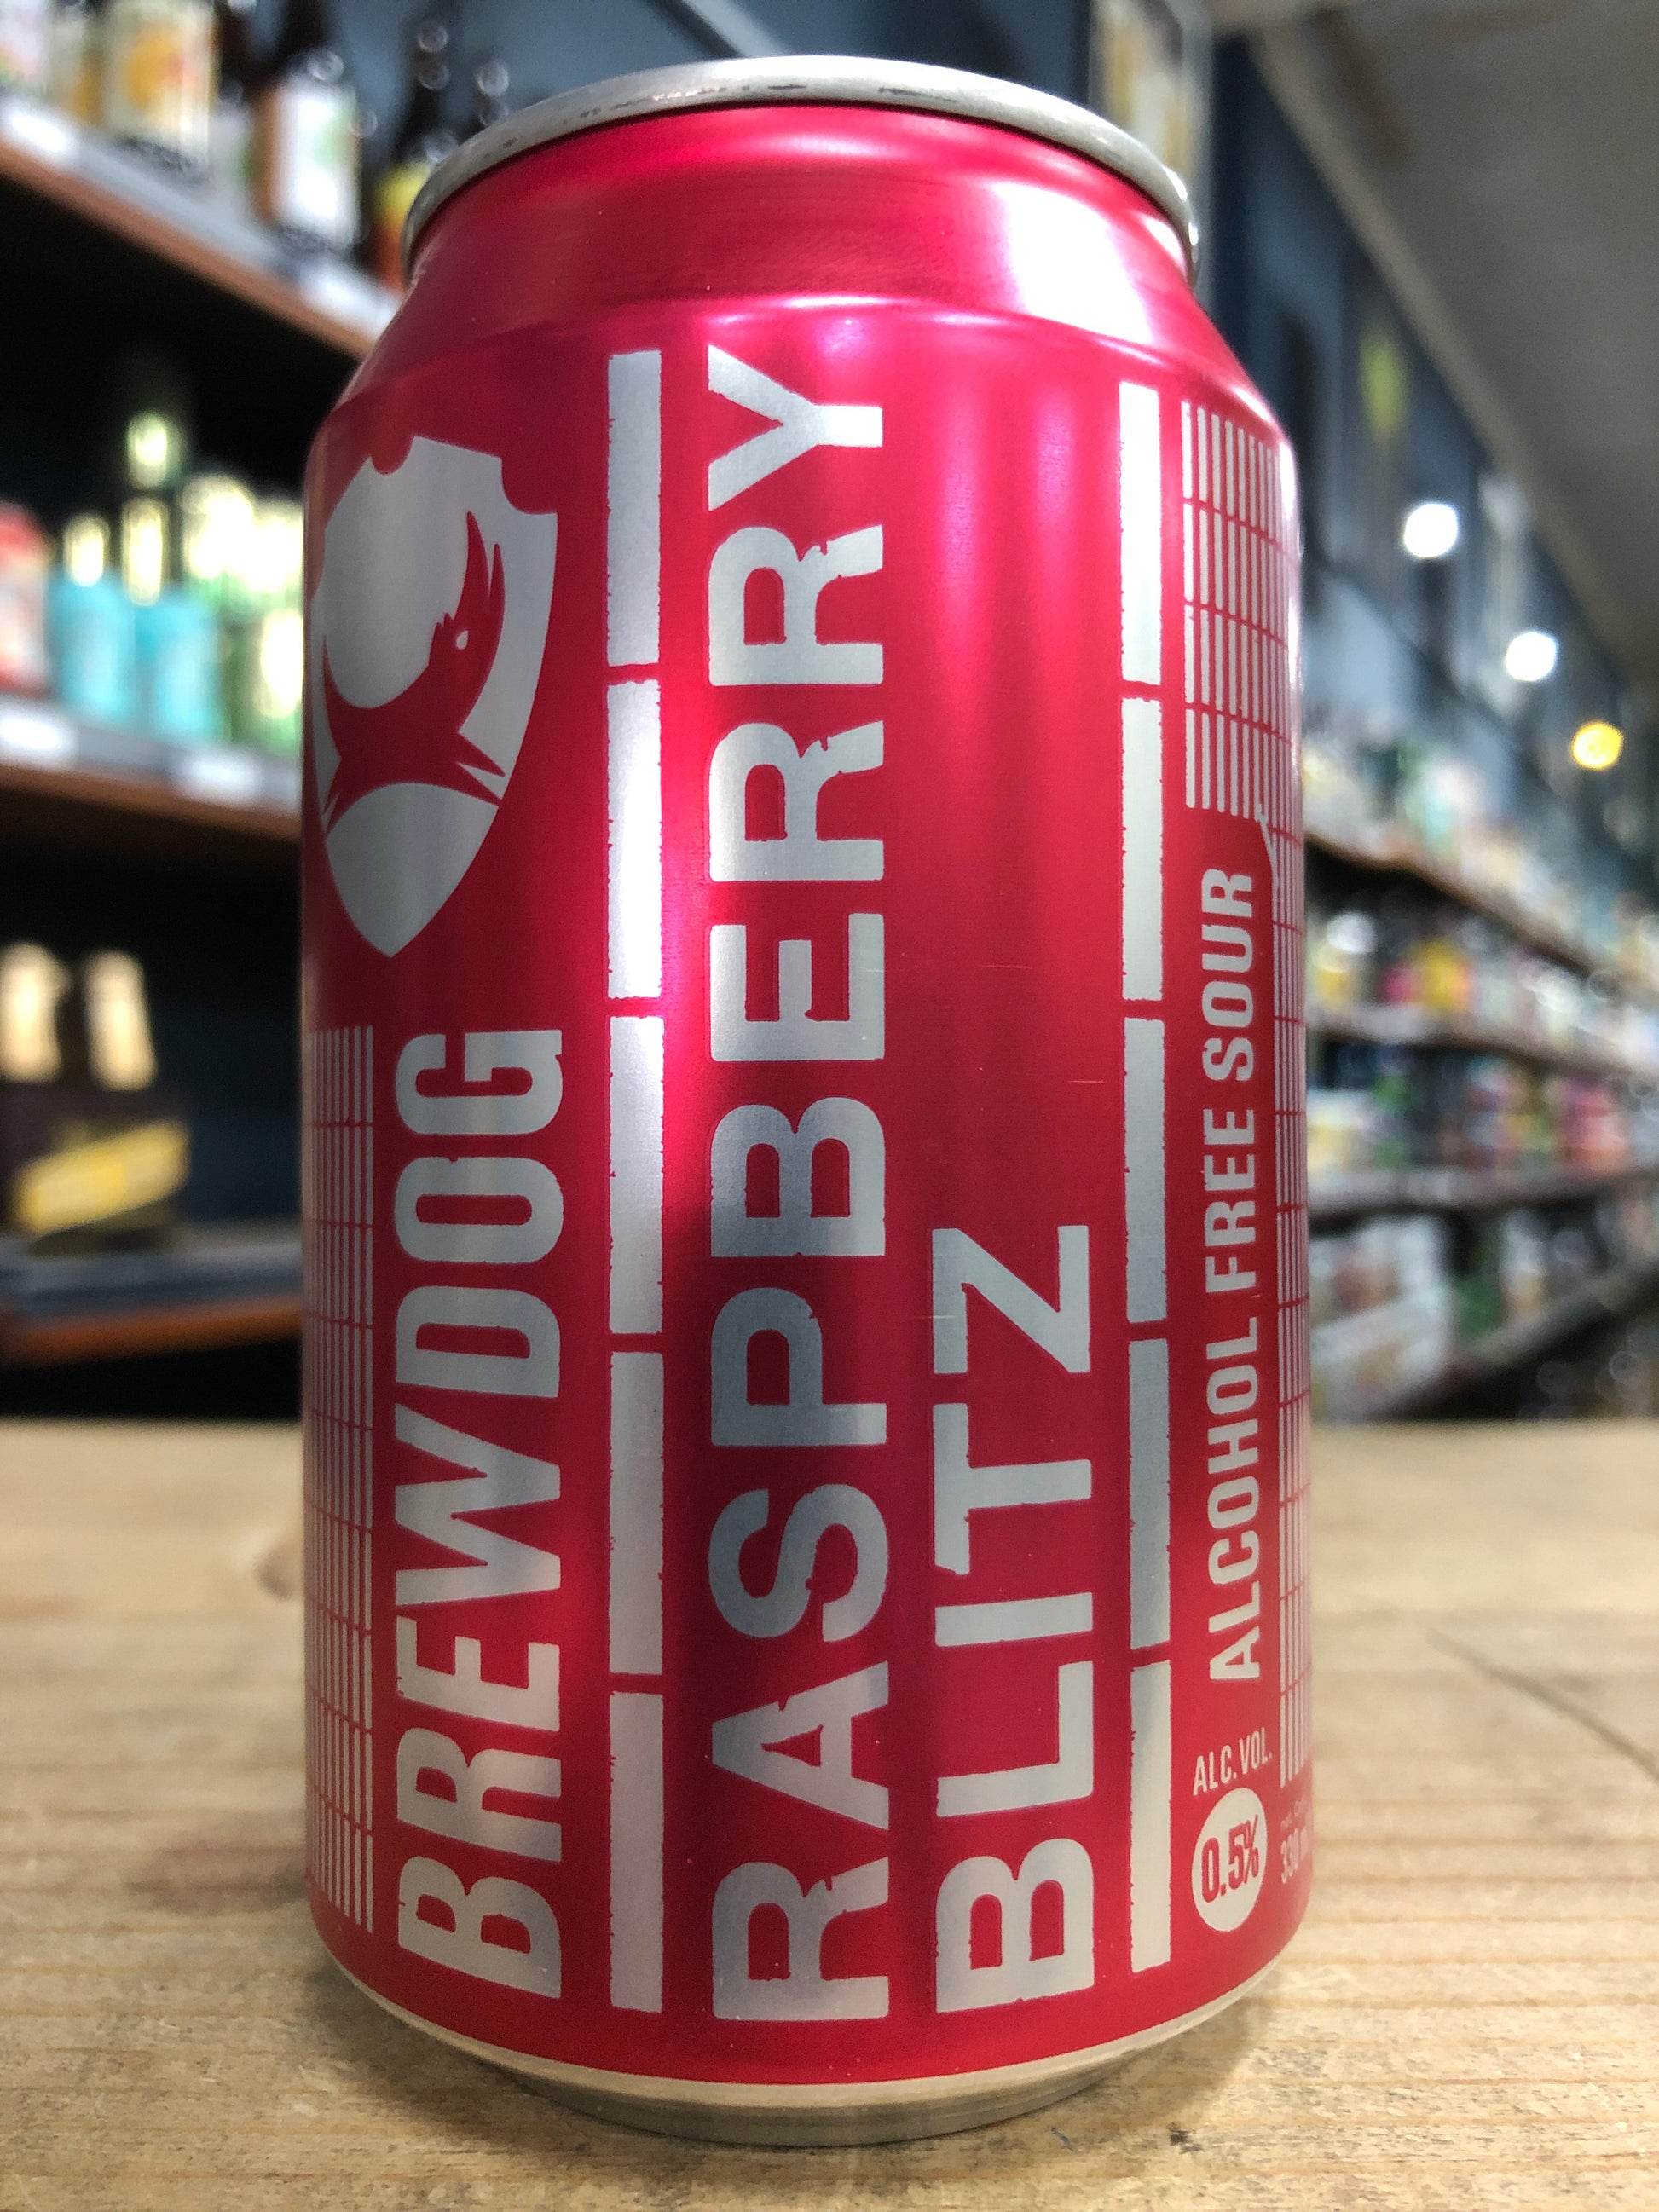 BREWDOG
RASPBERRY
BLITZ
ALCOHOL FREE SOUR
ALC. VOL.
0.5%